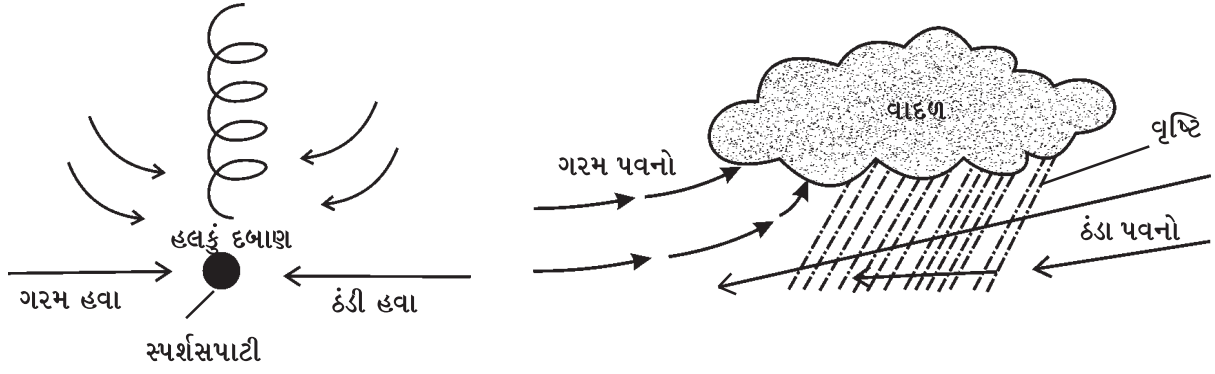 હલકું દબાણ
ગરમ હવા
ઠંડી હવા
સ્પર્શસપાટી
વાદળ
વૃષ્ટિ
ગરમ પવનો
ઠંડા પવનો